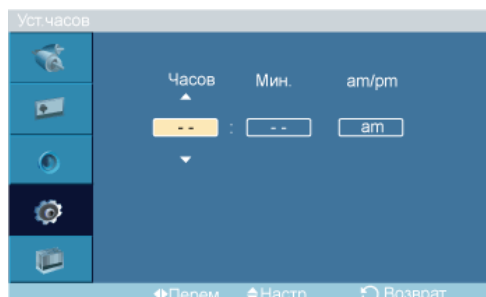 Уст.часов
Часов Мин. am/pm
-- : -- am
Перем. Настр. Возврат